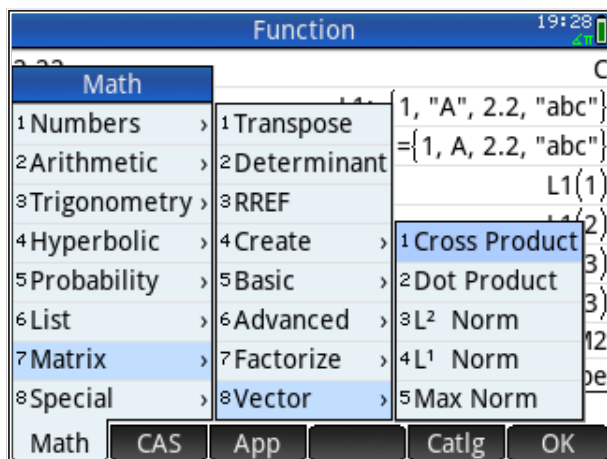 Function
19:28
∡π
C
Math
1 Numbers ›
2 Arithmetic ›
3 Trigonometry ›
4 Hyperbolic ›
5 Probability ›
6 List ›
7 Matrix ›
8 Special ›
1 Transpose
2 Determinant
3 RREF
4 Create ›
5 Basic ›
6 Advanced ›
7 Factorize ›
8 Vector ›
1 Cross Product
2 Dot Product
3 L² Norm
4 L¹ Norm
5 Max Norm
{1, "A", 2.2, "abc"}
={1, A, 2.2, "abc"}
L1(1)
2)
3)
3)
Math CAS App Catlg OK